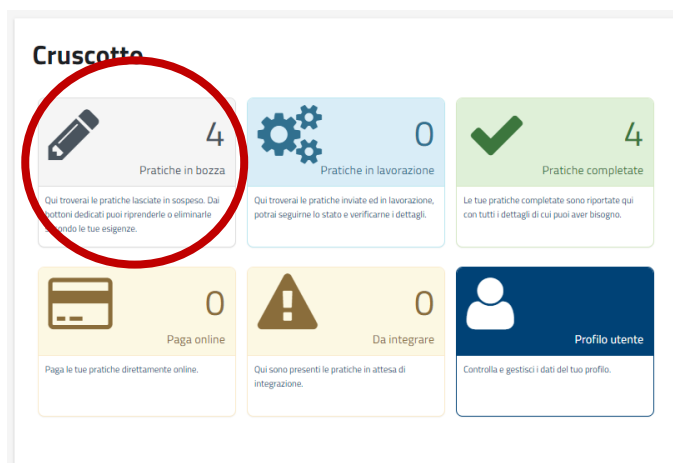 Cruscotto
4
Pratiche in bozza
Qui troverai le pratiche lasciate in sospeso. Dai
bottoni dedicati puoi riprenderle o eliminarle
secondo le tue esigenze.
0
Pratiche in lavorazione
Qui troverai le pratiche inviate ed in lavorazione,
potrai seguirne lo stato e verificarne i dettagli.
4
Pratiche completate
Le tue pratiche completate sono riportate qui
con tutti i dettagli di cui puoi aver bisogno.
0
Paga online
Paga le tue pratiche direttamente online.
0
Da integrare
Qui sono presenti le pratiche in attesa di
integrazione.
Profilo utente
Controlla e gestisci i dati del tuo profilo.